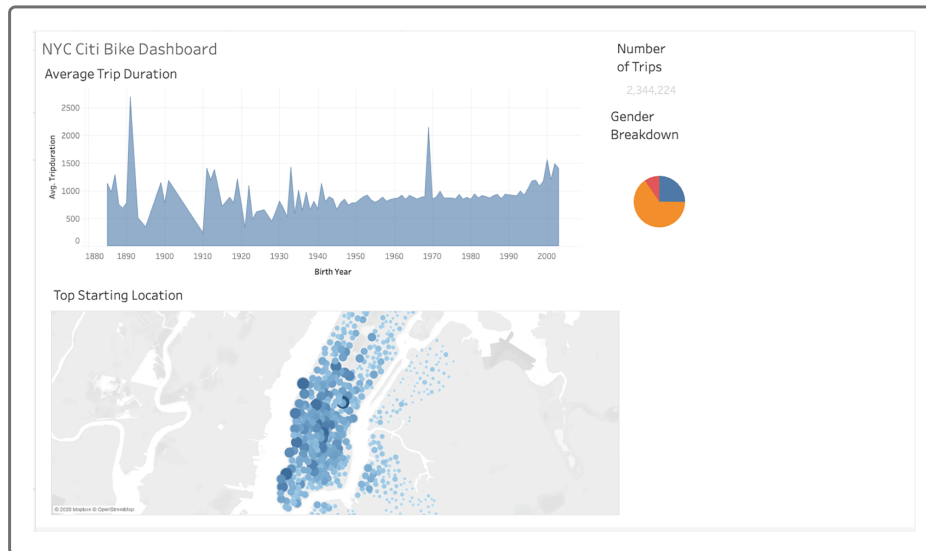 NYC Citi Bike Dashboard
Average Trip Duration
Avg. Tripduration
2500
2000
1500
1000
500
0
1880 1890 1900 1910 1920 1930 1940 1950 1960 1970 1980 1990 2000
Birth Year
Number
of Trips
2,344,224
Gender
Breakdown
Top Starting Location
© 2020 Mapbox © OpenStreetMap